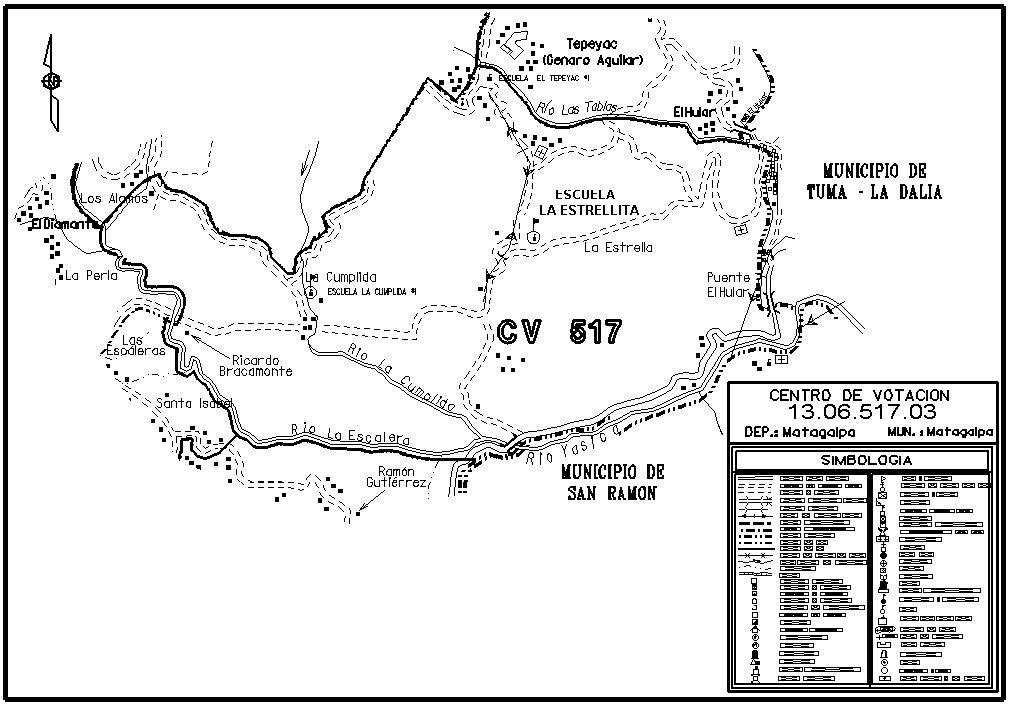 Tepeyac
(Genaro Aguilar)
ESCUELA EL TEPEYAC #1
Río Las Tablas
El Hular
MUNICIPIO DE
TUMA - LA DALIA
ESCUELA
LA ESTRELLITA
La Estrella
Los Alamos
El Diamante
La Perla
La Cumplida
ESCUELA LA CUMPLIDA #1
Puente
El Hular
CV 517
Las
Escaleras
Ricardo
Bracamonte
Río La Cumplida
Santa Isabel
Río La Escalera
Río Yasica
Ramón
Gutiérrez
MUNICIPIO DE
SAN RAMON
CENTRO DE VOTACION
13.06.517.03
DEP.: Matagalpa MUN. : Matagalpa
SIMBOLOGIA